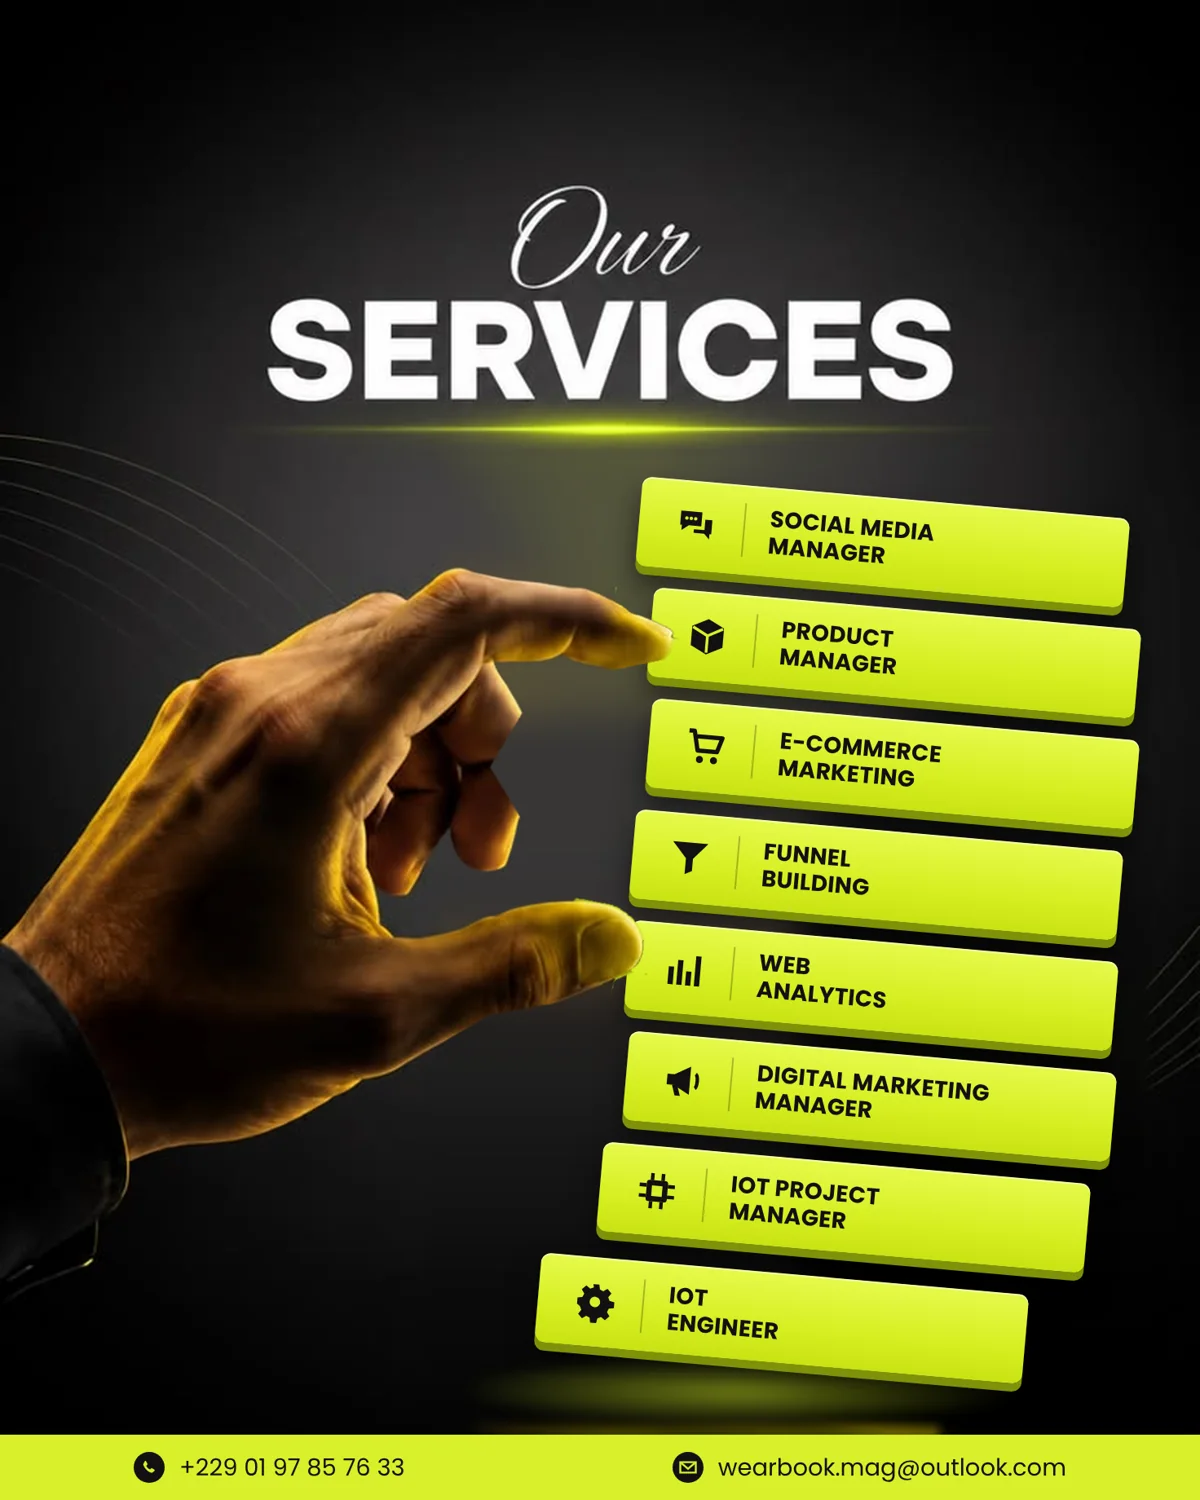 Our
SERVICES
SOCIAL MEDIA
MANAGER
PRODUCT
MANAGER
E-COMMERCE
MARKETING
FUNNEL
BUILDING
WEB
ANALYTICS
DIGITAL MARKETING
MANAGER
IOT PROJECT
MANAGER
IOT
ENGINEER
+229 01 97 85 76 33
wearbook.mag@outlook.com